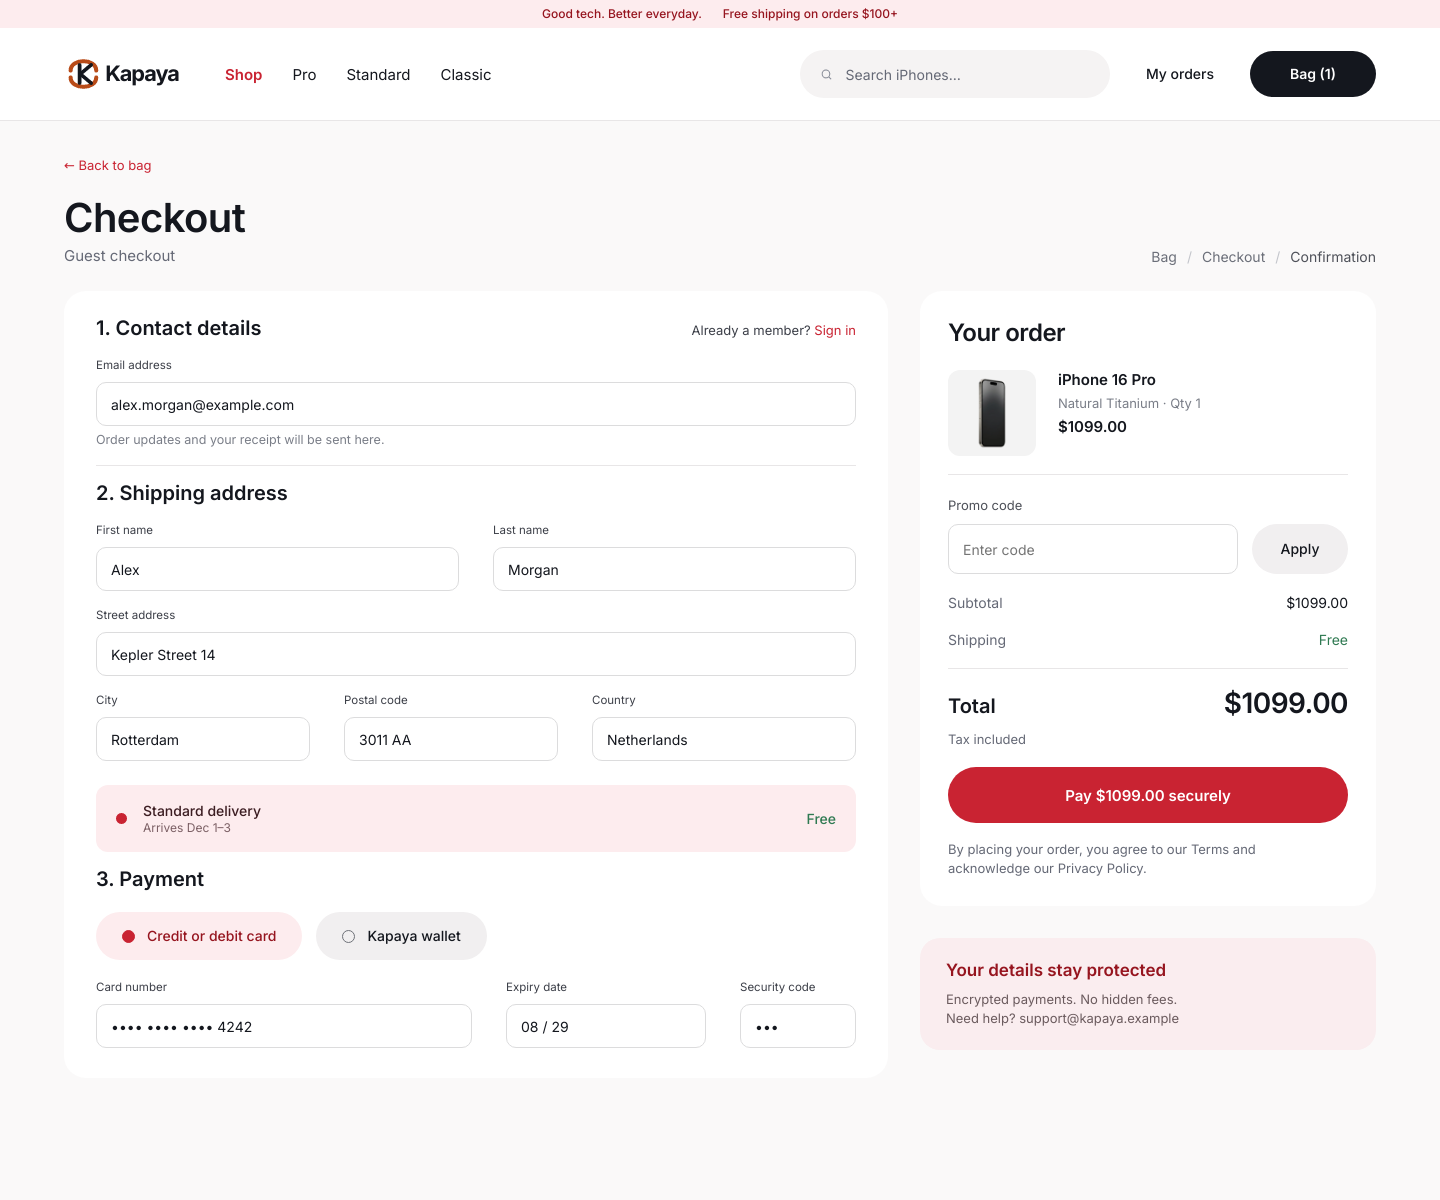 Good tech. Better everyday. Free shipping on orders $100+
Kapaya
Shop Pro Standard Classic
Search iPhones...
My orders
Bag (1)
← Back to bag
Checkout
Guest checkout
Bag / Checkout / Confirmation
1. Contact details
Already a member? Sign in
Email address
alex.morgan@example.com
Order updates and your receipt will be sent here.
2. Shipping address
First name
Last name
Alex
Morgan
Street address
Kepler Street 14
City
Postal code
Country
Rotterdam
3011 AA
Netherlands
Standard delivery
Arrives Dec 1–3
Free
3. Payment
Credit or debit card
Kapaya wallet
Card number
Expiry date
Security code
•••• •••• •••• 4242
08 / 29
•••
Your order
iPhone 16 Pro
Natural Titanium · Qty 1
$1099.00
Promo code
Enter code
Apply
Subtotal
$1099.00
Shipping
Free
Total
$1099.00
Tax included
Pay $1099.00 securely
By placing your order, you agree to our Terms and
acknowledge our Privacy Policy.
Your details stay protected
Encrypted payments. No hidden fees.
Need help? support@kapaya.example